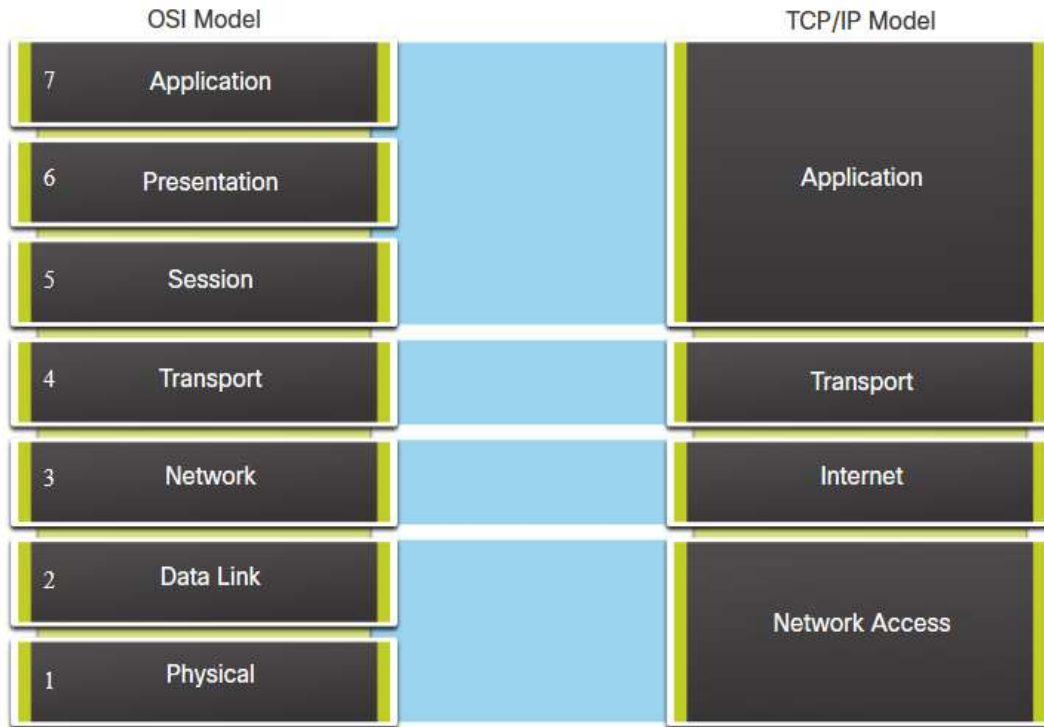 OSI Model
TCP/IP Model
7 Application
6 Presentation
5 Session
4 Transport
3 Network
2 Data Link
1 Physical
Application
Transport
Internet
Network Access